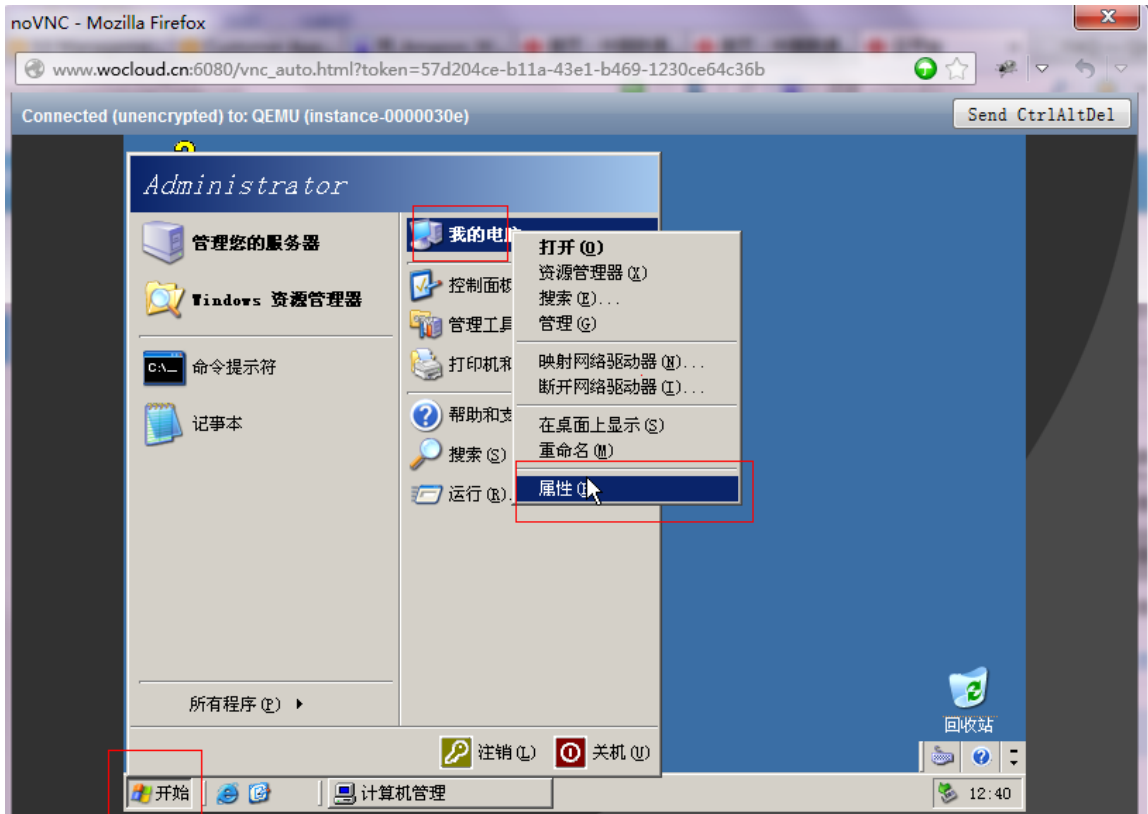 noVNC - Mozilla Firefox
www.wocloud.cn:6080/vnc_auto.html?token=57d204ce-b11a-43e1-b469-1230ce64c36b
Connected (unencrypted) to: QEMU (instance-0000030e)
Send CtrlAltDel
Administrator
管理您的服务器
Windows 资源管理器
命令提示符
记事本
所有程序(P)
我的电脑
控制面板
管理工具
打印机和
帮助和支
搜索(S)
运行(R)
打开(O)
资源管理器(X)
搜索(E)...
管理(G)
映射网络驱动器(N)...
断开网络驱动器(I)...
在桌面上显示(S)
重命名(M)
属性
注销(L)
关机(U)
回收站
开始
计算机管理
12:40